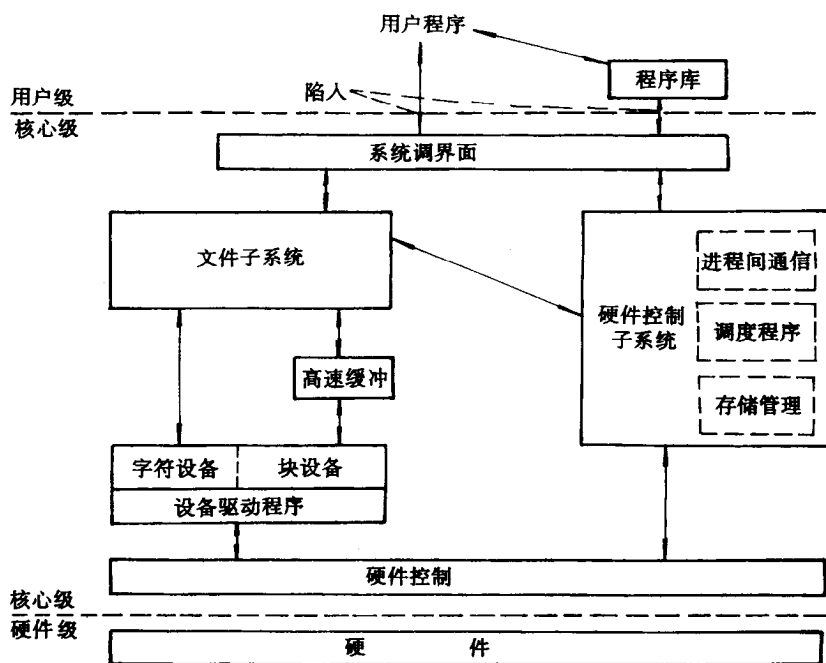 用户程序
程序库
陷入
用户级
核心级
系统调界面
文件子系统
进程间通信
硬件控制
子系统
调度程序
高速缓冲
存储管理
字符设备
块设备
设备驱动程序
硬件控制
核心级
硬件级
硬 件